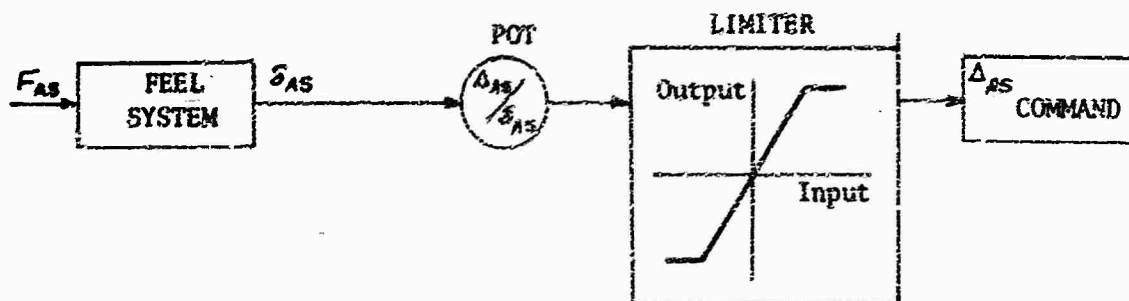 POT
LIMITER
F_AS
FEEL
SYSTEM
δ_AS
Δ_AS
/δ_AS
Output
Input
Δ_AS
COMMAND